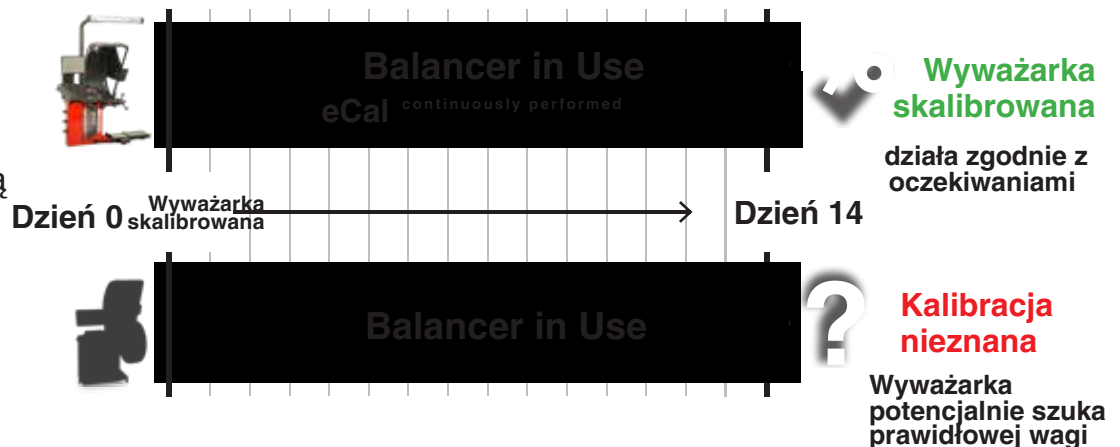 Balancer in Use
eCal continuously performed
Wyważarka
skalibrowana
działa zgodnie z
oczekiwaniami
ą
Dzień 0
Wyważarka
skalibrowana
Dzień 14
Balancer in Use
?
Kalibracja
nieznana
Wyważarka
potencjalnie szuka
prawidłowej wagi